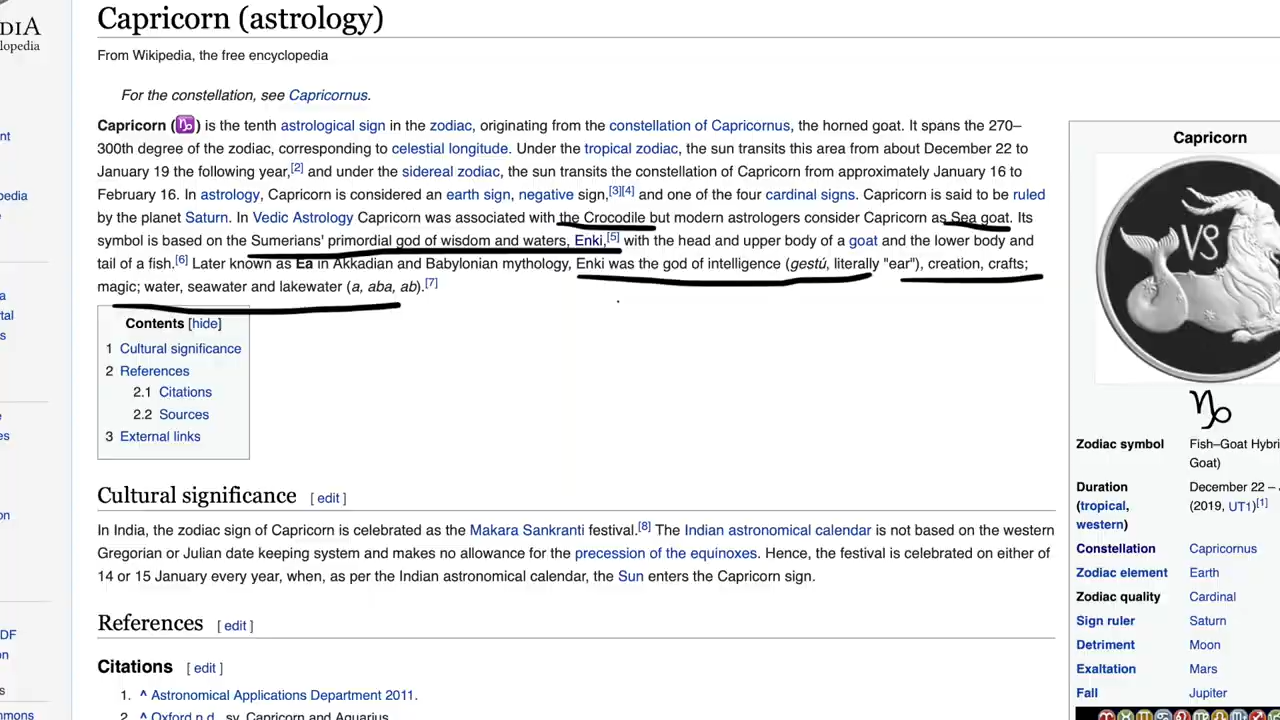 Capricorn (astrology)
From Wikipedia, the free encyclopedia
For the constellation, see Capricornus.
Capricorn (♑) is the tenth astrological sign in the zodiac, originating from the constellation of Capricornus, the horned goat. It spans the 270–
300th degree of the zodiac, corresponding to celestial longitude. Under the tropical zodiac, the sun transits this area from about December 22 to
January 19 the following year,[2] and under the sidereal zodiac, the sun transits the constellation of Capricorn from approximately January 16 to
February 16. In astrology, Capricorn is considered an earth sign, negative sign,[3][4] and one of the four cardinal signs. Capricorn is said to be ruled
by the planet Saturn. In Vedic Astrology Capricorn was associated with the Crocodile but modern astrologers consider Capricorn as Sea goat. Its
symbol is based on the Sumerians' primordial god of wisdom and waters, Enki,[5] with the head and upper body of a goat and the lower body and
tail of a fish.[6] Later known as Ea in Akkadian and Babylonian mythology, Enki was the god of intelligence (gestú, literally "ear"), creation, crafts;
magic; water, seawater and lakewater (a, aba, ab).[7]
Contents [hide]
1 Cultural significance
2 References
2.1 Citations
2.2 Sources
3 External links
Cultural significance [ edit ]
In India, the zodiac sign of Capricorn is celebrated as the Makara Sankranti festival.[8] The Indian astronomical calendar is not based on the western
Gregorian or Julian date keeping system and makes no allowance for the precession of the equinoxes. Hence, the festival is celebrated on either of
14 or 15 January every year, when, as per the Indian astronomical calendar, the Sun enters the Capricorn sign.
References [ edit ]
Citations [ edit ]
1. ^ Astronomical Applications Department 2011.
2. ^ Oxford n.d., sv. Capricorn and Aquarius.
Capricorn
♑
Zodiac symbol Fish–Goat Hybri
Goat)
Duration December 22 –
(tropical, (2019, UT1)[1]
western)
Constellation Capricornus
Zodiac element Earth
Zodiac quality Cardinal
Sign ruler Saturn
Detriment Moon
Exaltation Mars
Fall Jupiter